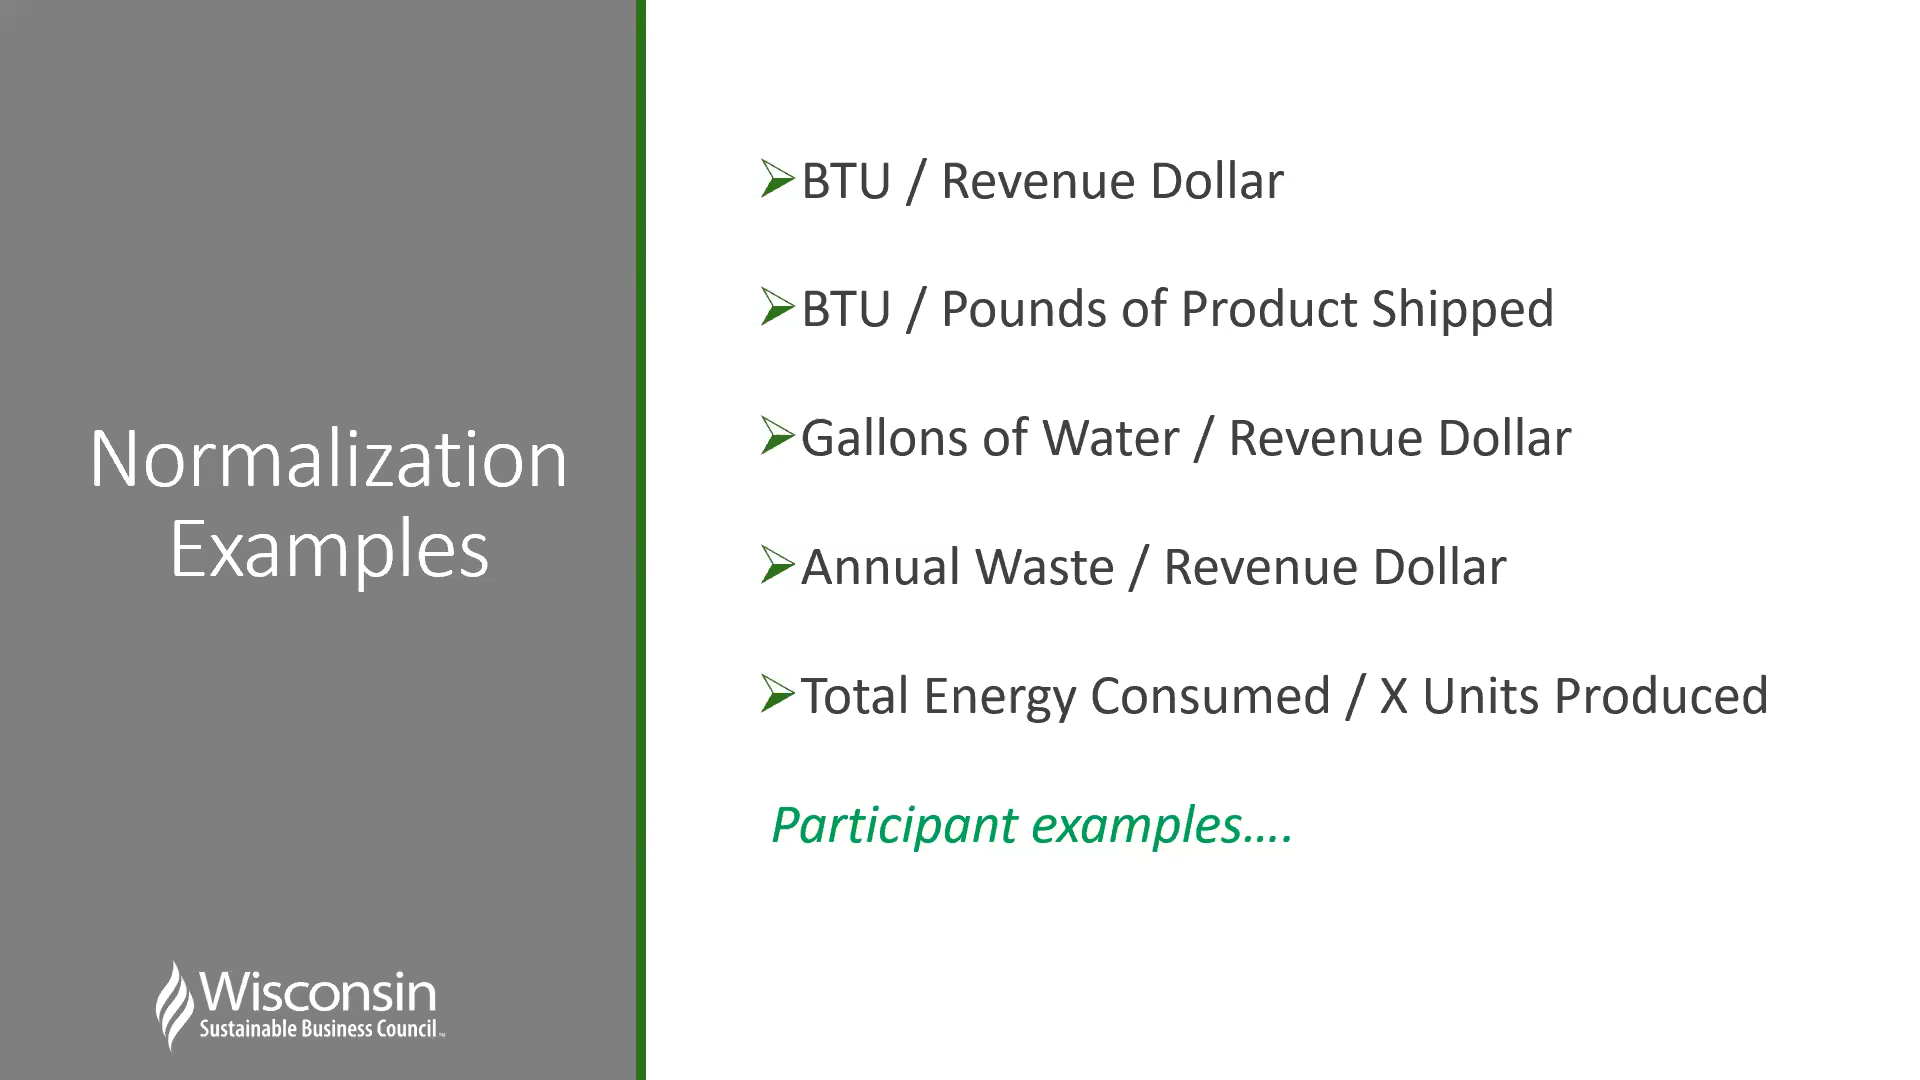 Normalization
Examples
BTU / Revenue Dollar
BTU / Pounds of Product Shipped
Gallons of Water / Revenue Dollar
Annual Waste / Revenue Dollar
Total Energy Consumed / X Units Produced
Participant examples….
Wisconsin
Sustainable Business Council™